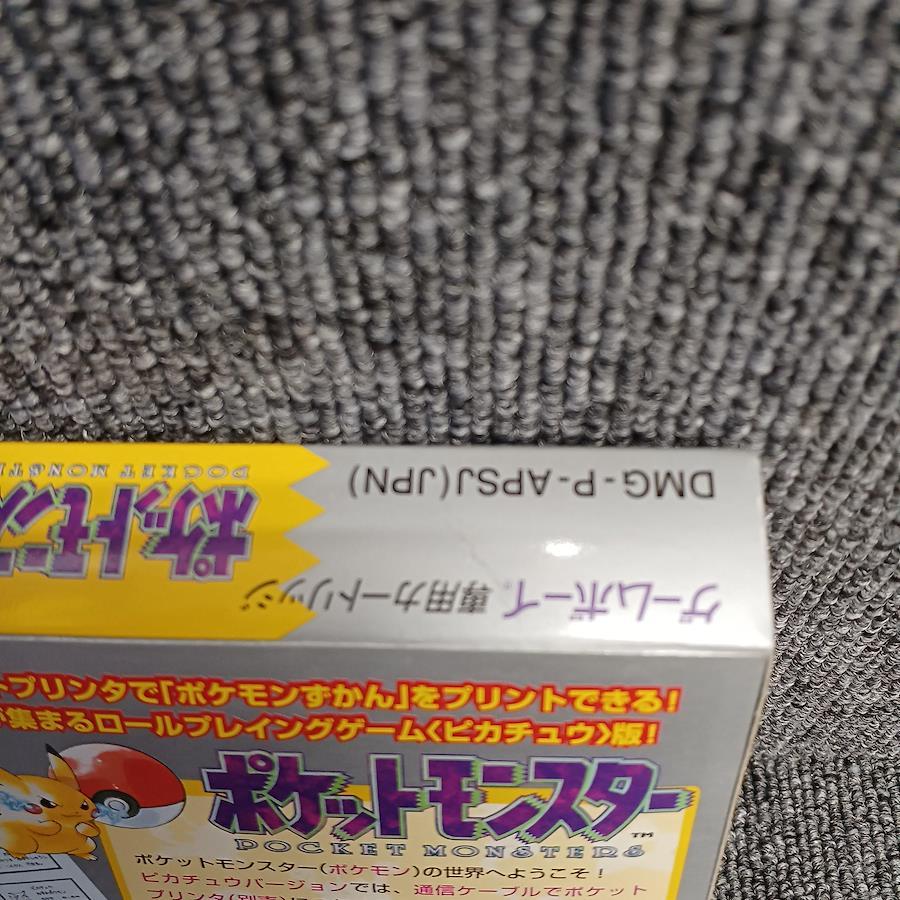 DMG-P-APSJ(JPN)
ゲームボーイ専用カートリッジ
ポケットモン
POCKET MONSTE
トプリンタで「ポケモンずかん」をプリントできる!
が集まるロールプレイングゲーム〈ピカチュウ〉版!
ポケットモンスター™
POCKET MONSTERS
ポケットモンスター(ポケモン)の世界へようこそ!
ピカチュウバージョンでは、通信ケーブルでポケット
プリンタ(別売)に